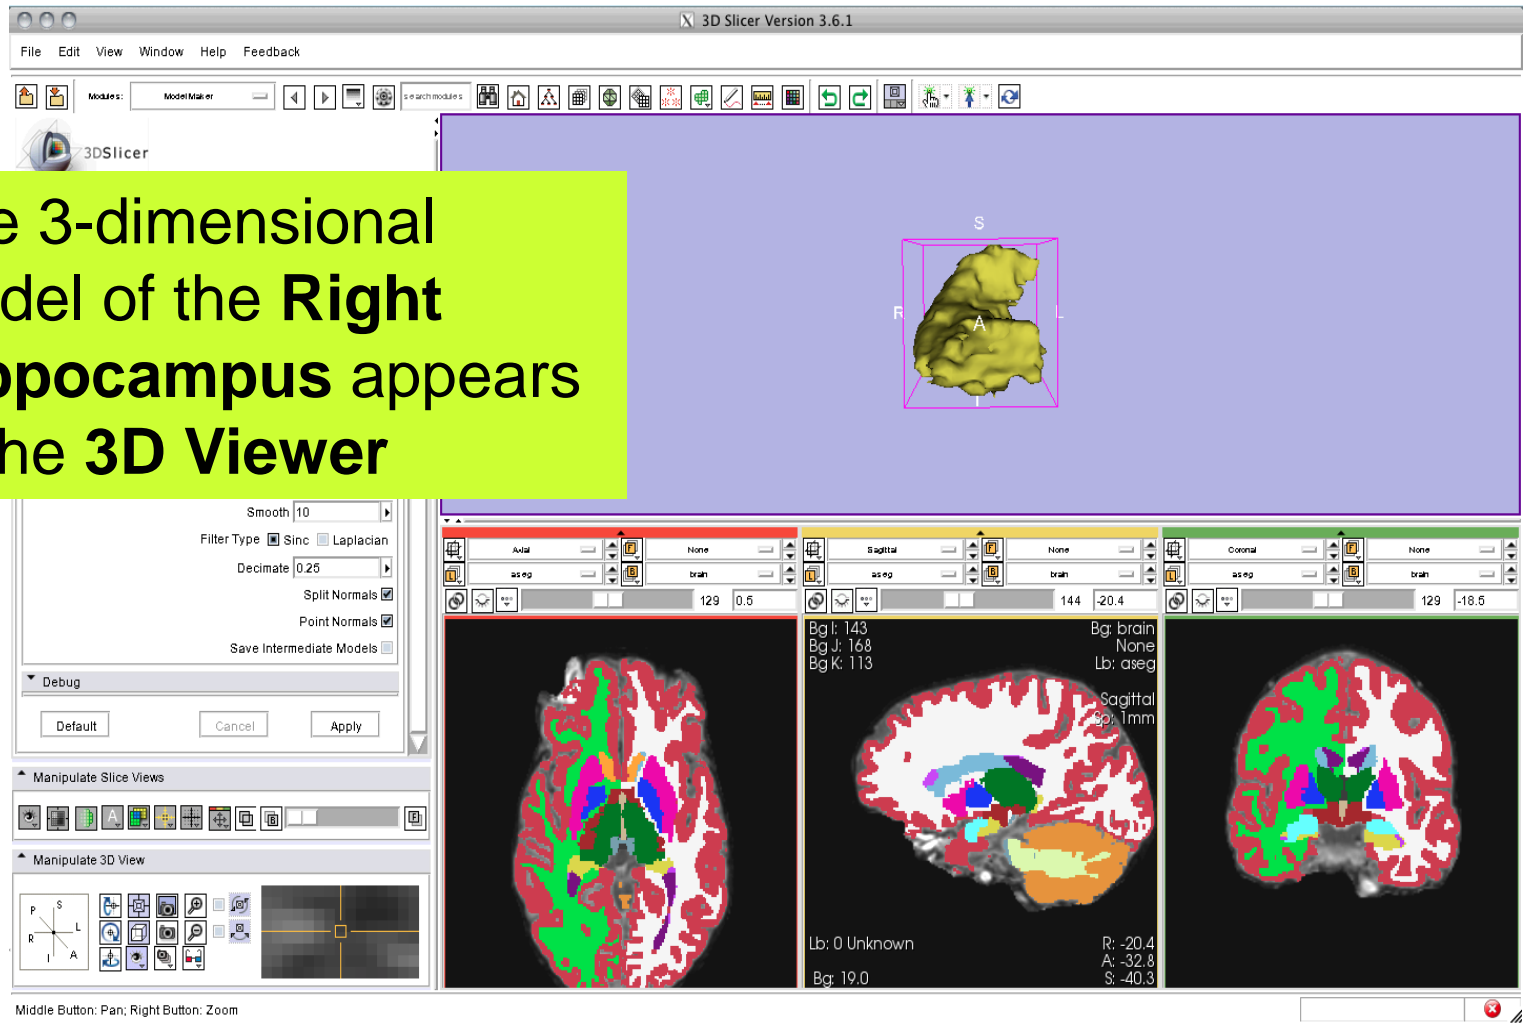 X 3D Slicer Version 3.6.1
File Edit View Window Help Feedback
Modules: ModelMaker search modules
3DSlicer
e 3-dimensional
del of the Right
ppocampus appears
he 3D Viewer
S
R A L
I
Smooth 10
Filter Type Sinc Laplacian
Decimate 0.25
Split Normals
Point Normals
Save Intermediate Models
Debug
Default Cancel Apply
Manipulate Slice Views
A B F
Manipulate 3D View
P S
R L
I A
Axial F None
L aseg B brain
129 0.5
Sagittal F None
L aseg B brain
144 -20.4
Coronal F None
L aseg B brain
129 -18.5
Bg I: 143 Bg: brain
Bg J: 168 None
Bg K: 113 Lb: aseg
Sagittal
Sp: 1mm
Lb: 0 Unknown R: -20.4
A: -32.8
Bg: 19.0 S: -40.3
Middle Button: Pan; Right Button: Zoom